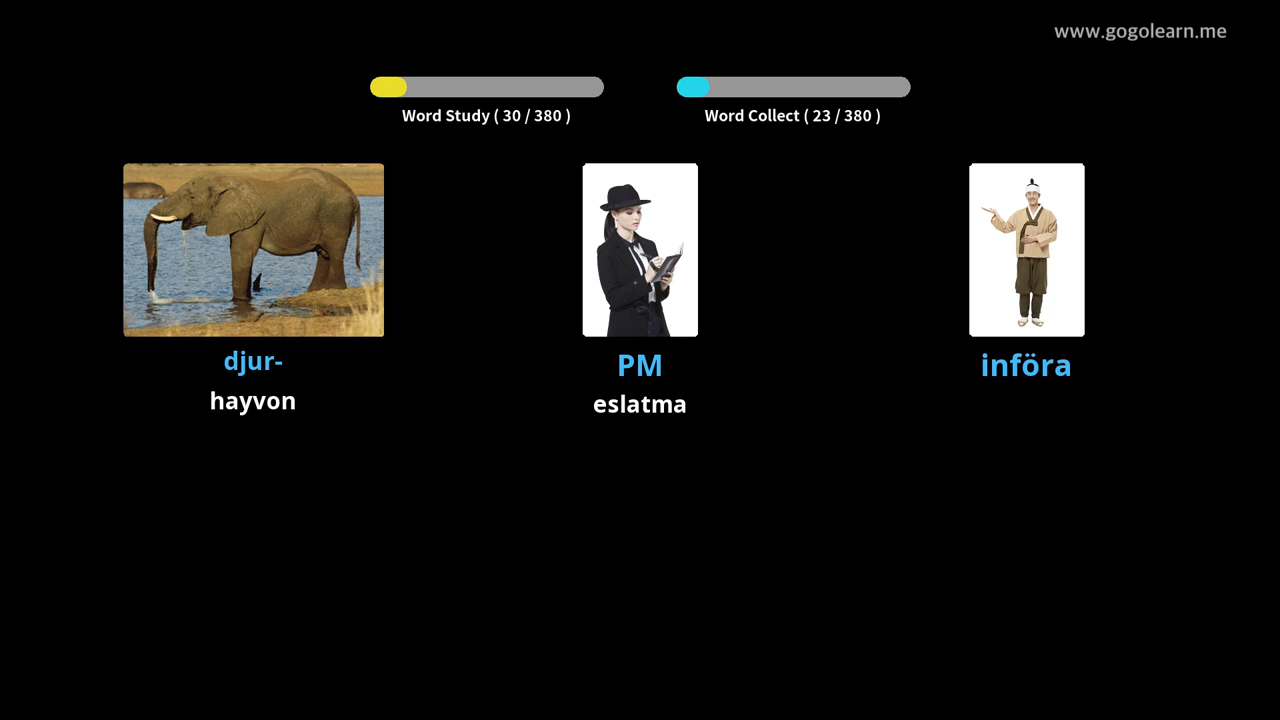 www.gogolearn.me
Word Study ( 30 / 380 )
Word Collect ( 23 / 380 )
djur-
hayvon
PM
eslatma
införa